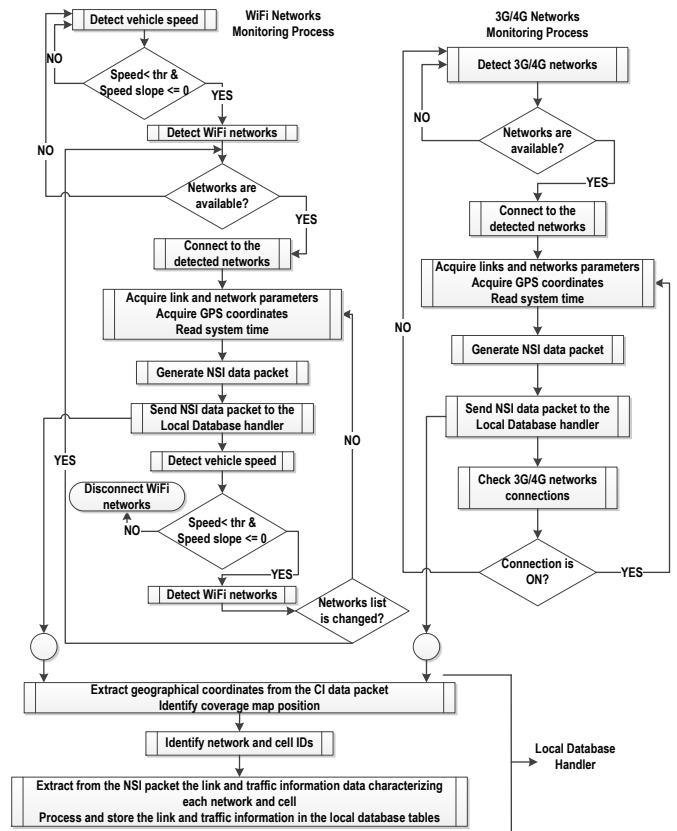 WiFi Networks
Monitoring Process
Detect vehicle speed
NO
Speed< thr &
Speed slope <= 0
YES
Detect WiFi networks
NO
Networks are
available?
YES
Connect to the
detected networks
Acquire link and network parameters
Acquire GPS coordinates
Read system time
Generate NSI data packet
Send NSI data packet to the
Local Database handler
NO
YES
Detect vehicle speed
Disconnect WiFi
networks
Speed< thr &
Speed slope <= 0
NO
YES
Detect WiFi networks
Networks list
is changed?
3G/4G Networks
Monitoring Process
Detect 3G/4G networks
NO
Networks are
available?
YES
Connect to the
detected networks
Acquire links and networks parameters
Acquire GPS coordinates
Read system time
NO
Generate NSI data packet
Send NSI data packet to the
Local Database handler
Check 3G/4G networks
connections
Connection is
ON?
YES
Extract geographical coordinates from the CI data packet
Identify coverage map position
Identify network and cell IDs
Extract from the NSI packet the link and traffic information data characterizing
each network and cell
Process and store the link and traffic information in the local database tables
Local Database
Handler